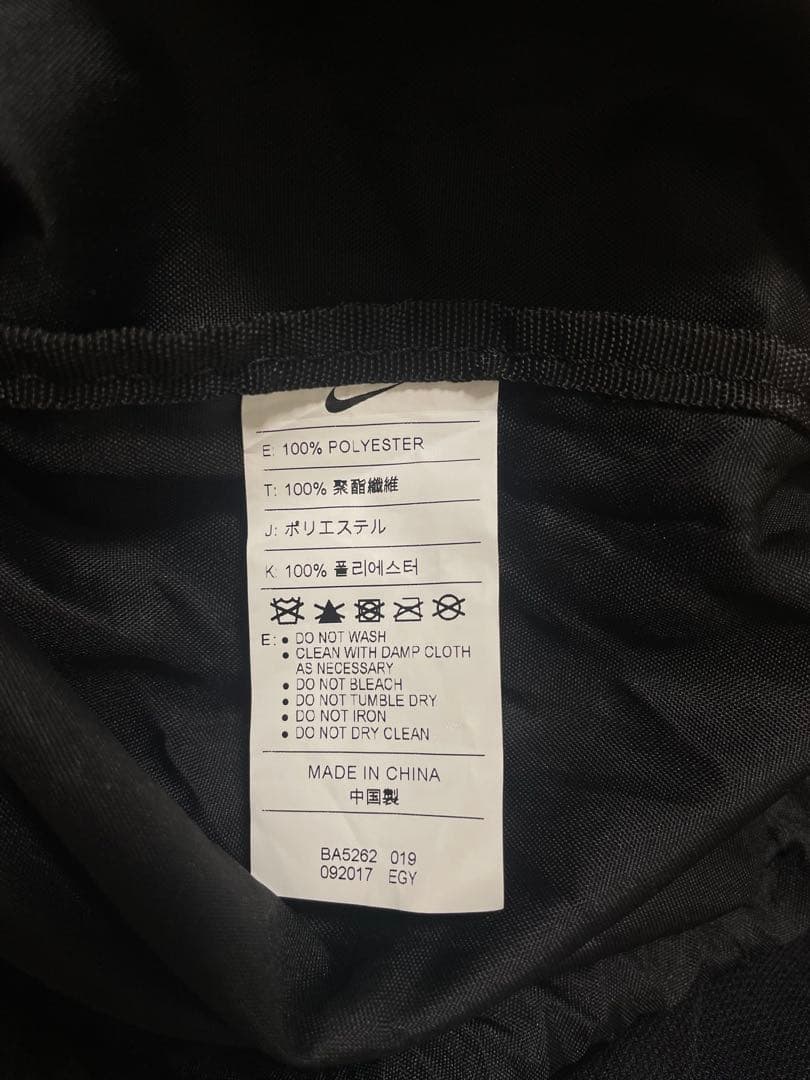 E: 100% POLYESTER
T: 100% 聚酯纖維
J: ポリエステル
K: 100% 폴리에스터
E: • DO NOT WASH
• CLEAN WITH DAMP CLOTH
AS NECESSARY
• DO NOT BLEACH
• DO NOT TUMBLE DRY
• DO NOT IRON
• DO NOT DRY CLEAN
MADE IN CHINA
中国製
BA5262 019
092017 EGY